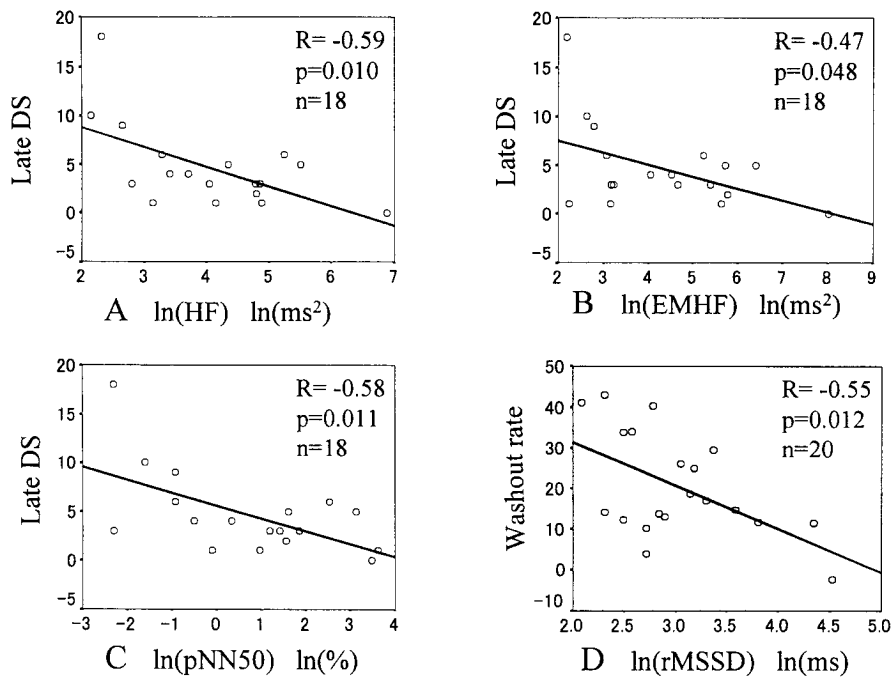 20
15
10
5
0
−5
Late DS
R= -0.59
p=0.010
n=18
2 3 4 5 6 7
A ln(HF) ln(ms²)
20
15
10
5
0
−5
Late DS
R= -0.47
p=0.048
n=18
2 3 4 5 6 7 8 9
B ln(EMHF) ln(ms²)
20
15
10
5
0
−5
Late DS
R= -0.58
p=0.011
n=18
−3 −2 −1 0 1 2 3 4
C ln(pNN50) ln(%)
50
40
30
20
10
0
−10
Washout rate
R= -0.55
p=0.012
n=20
2.0 2.5 3.0 3.5 4.0 4.5 5.0
D ln(rMSSD) ln(ms)